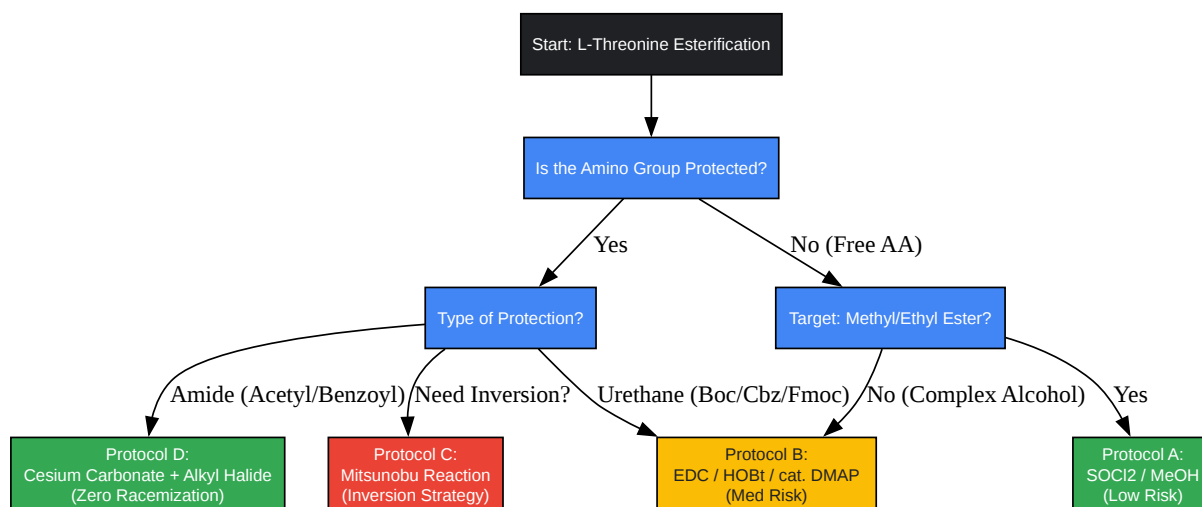 Start: L-Threonine Esterification
Is the Amino Group Protected?
Yes
No (Free AA)
Type of Protection?
Target: Methyl/Ethyl Ester?
Amide (Acetyl/Benzoyl)
Need Inversion?
Urethane (Boc/Cbz/Fmoc)
No (Complex Alcohol)
Yes
Protocol D:
Cesium Carbonate + Alkyl Halide
(Zero Racemization)
Protocol C:
Mitsunobu Reaction
(Inversion Strategy)
Protocol B:
EDC / HOBt / cat. DMAP
(Med Risk)
Protocol A:
SOCl2 / MeOH
(Low Risk)